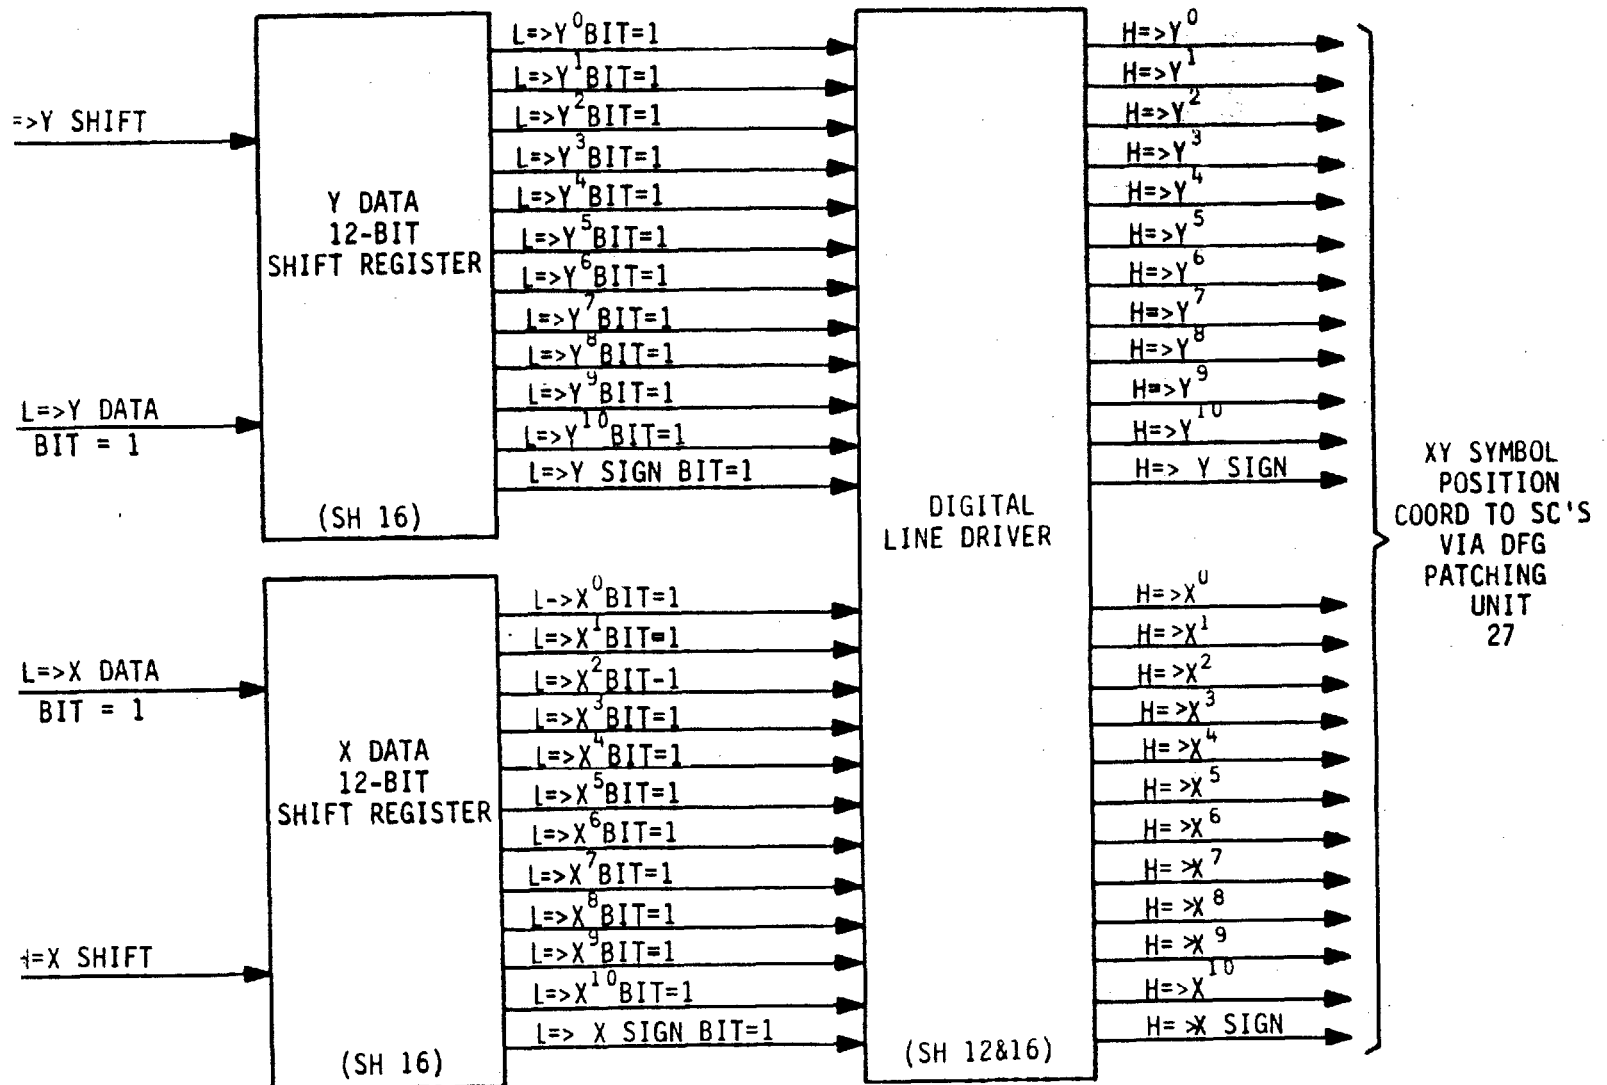 =>Y SHIFT
L=>Y DATA
BIT = 1
Y DATA
12-BIT
SHIFT REGISTER
(SH 16)
L=>Y⁰BIT=1
L=>Y¹BIT=1
L=>Y²BIT=1
L=>Y³BIT=1
L=>Y⁴BIT=1
L=>Y⁵BIT=1
L=>Y⁶BIT=1
L=>Y⁷BIT=1
L=>Y⁸BIT=1
L=>Y⁹BIT=1
L=>Y¹⁰BIT=1
L=>Y SIGN BIT=1
L=>X DATA
BIT = 1
=X SHIFT
X DATA
12-BIT
SHIFT REGISTER
(SH 16)
L->X⁰BIT=1
L=>X¹BIT=1
L=>X²BIT-1
L=>X³BIT=1
L=>X⁴BIT=1
L=>X⁵BIT=1
L=>X⁶BIT=1
L=>X⁷BIT=1
L=>X⁸BIT=1
L=>X⁹BIT=1
L=>X¹⁰BIT=1
L=> X SIGN BIT=1
DIGITAL
LINE DRIVER
(SH 12&16)
H=>Y⁰
H=>Y¹
H=>Y²
H=>Y³
H=>Y⁴
H=>Y⁵
H=>Y⁶
H=>Y⁷
H=>Y⁸
H=>Y⁹
H=>Y¹⁰
H=> Y SIGN
H=>X⁰
H=>X¹
H=>X²
H=>X³
H=>X⁴
H=>X⁵
H= >X⁶
H= >X⁷
H= >X⁸
H= >X⁹
H=>X¹⁰
H= >X SIGN
XY SYMBOL
POSITION
COORD TO SC'S
VIA DFG
PATCHING
UNIT
27